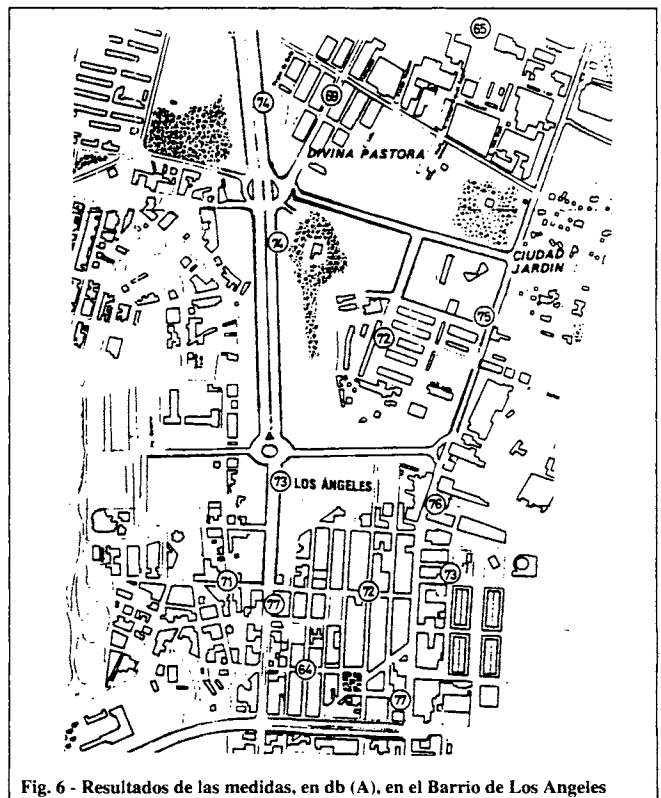 65
74
69
DIVINA PASTORA
74
CIUDAD
JARDIN
75
72
73
LOS ÁNGELES
76
71
72
73
77
64
77
Fig. 6 - Resultados de las medidas, en db (A), en el Barrio de Los Angeles